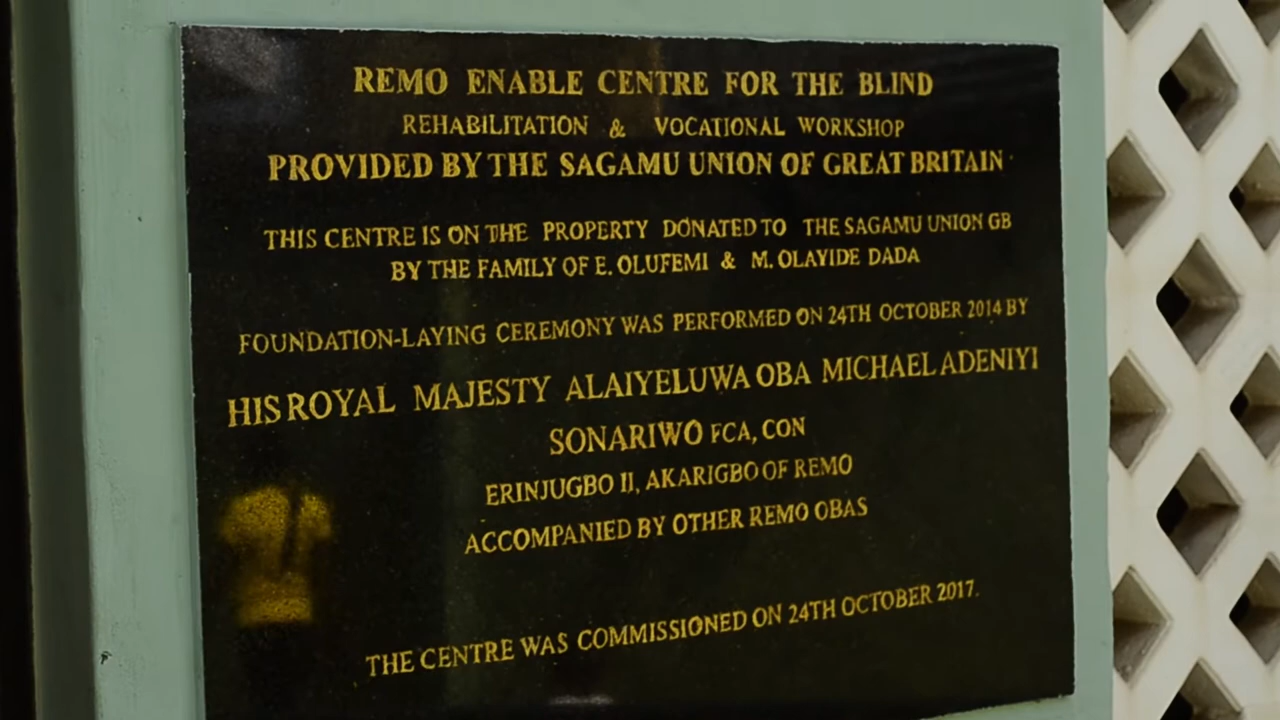 REMO ENABLE CENTRE FOR THE BLIND
REHABILITATION & VOCATIONAL WORKSHOP
PROVIDED BY THE SAGAMU UNION OF GREAT BRITAIN
THIS CENTRE IS ON THE PROPERTY DONATED TO THE SAGAMU UNION GB
BY THE FAMILY OF E. OLUFEMI & M. OLAYIDE DADA
FOUNDATION-LAYING CEREMONY WAS PERFORMED ON 24TH OCTOBER 2014 BY
HIS ROYAL MAJESTY ALAIYELUWA OBA MICHAEL ADENIYI
SONARIWO FCA, CON
ERINJUGBO II, AKARIGBO OF REMO
ACCOMPANIED BY OTHER REMO OBAS
THE CENTRE WAS COMMISSIONED ON 24TH OCTOBER 2017.